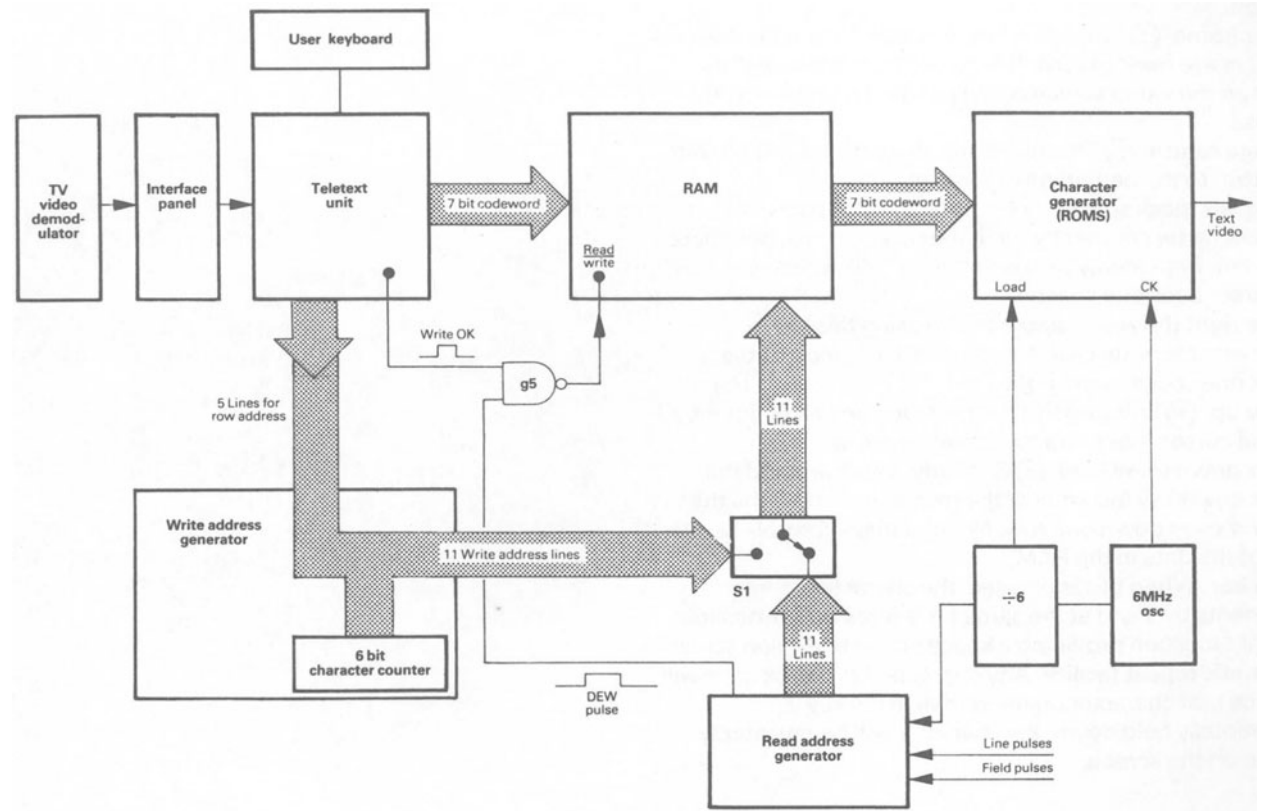 User keyboard
TV
video
demod-
ulator
Interface
panel
Teletext
unit
7 bit codeword
RAM
Read
write
7 bit codeword
Character
generator
(ROMS)
Text
video
Load
CK
Write OK
g5
5 Lines for
row address
11
Lines
Write address
generator
11 Write address lines
S1
÷6
6MHz
osc
6 bit
character counter
11
Lines
DEW
pulse
Read address
generator
Line pulses
Field pulses